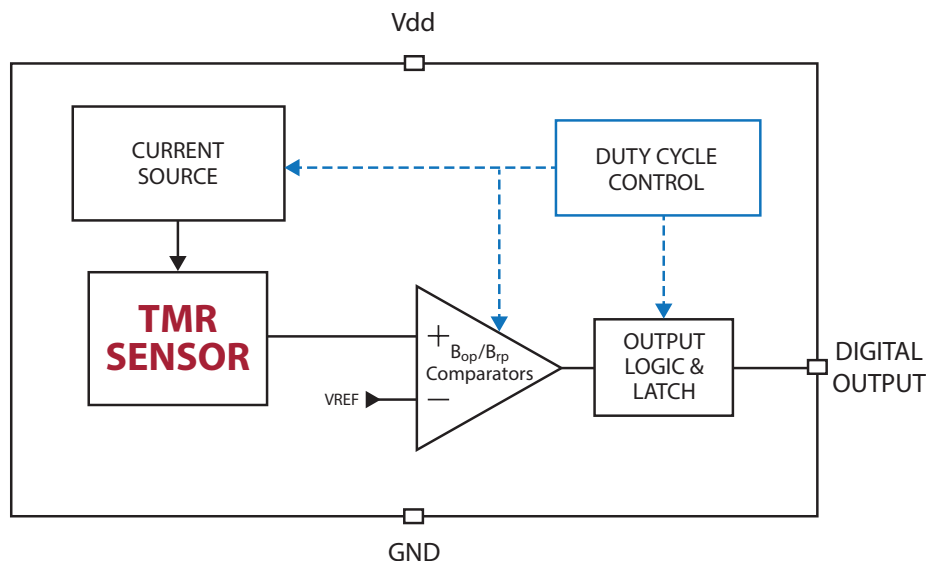 Vdd
CURRENT
SOURCE
DUTY CYCLE
CONTROL
TMR
SENSOR
+
Bop/Brp
Comparators
VREF
−
OUTPUT
LOGIC &
LATCH
DIGITAL
OUTPUT
GND